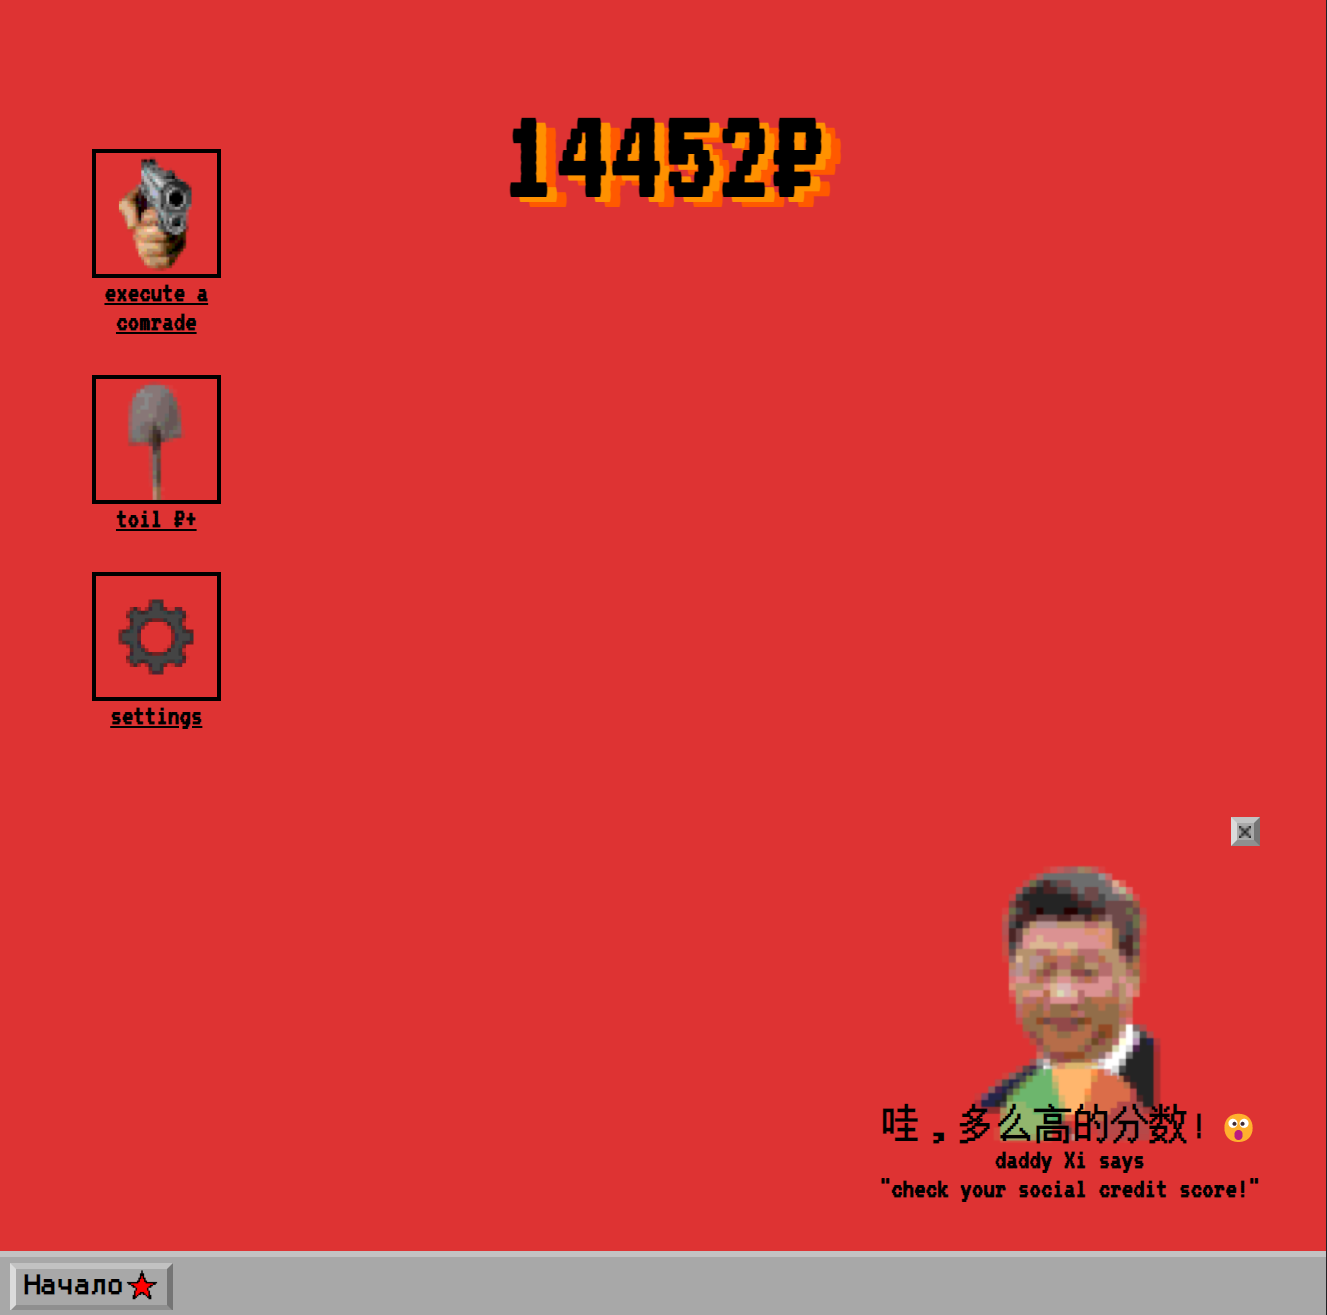 14452₽
execute a
comrade
toil ₽+
settings
哇，多么高的分数！😲
daddy Xi says
"check your social credit score!"
Начало